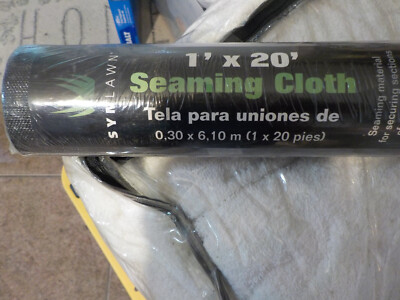 SYNLAWN
1' x 20'
Seaming Cloth
Tela para uniones de
0,30 x 6,10 m (1 x 20 pies)
Seaming material
for securing sections